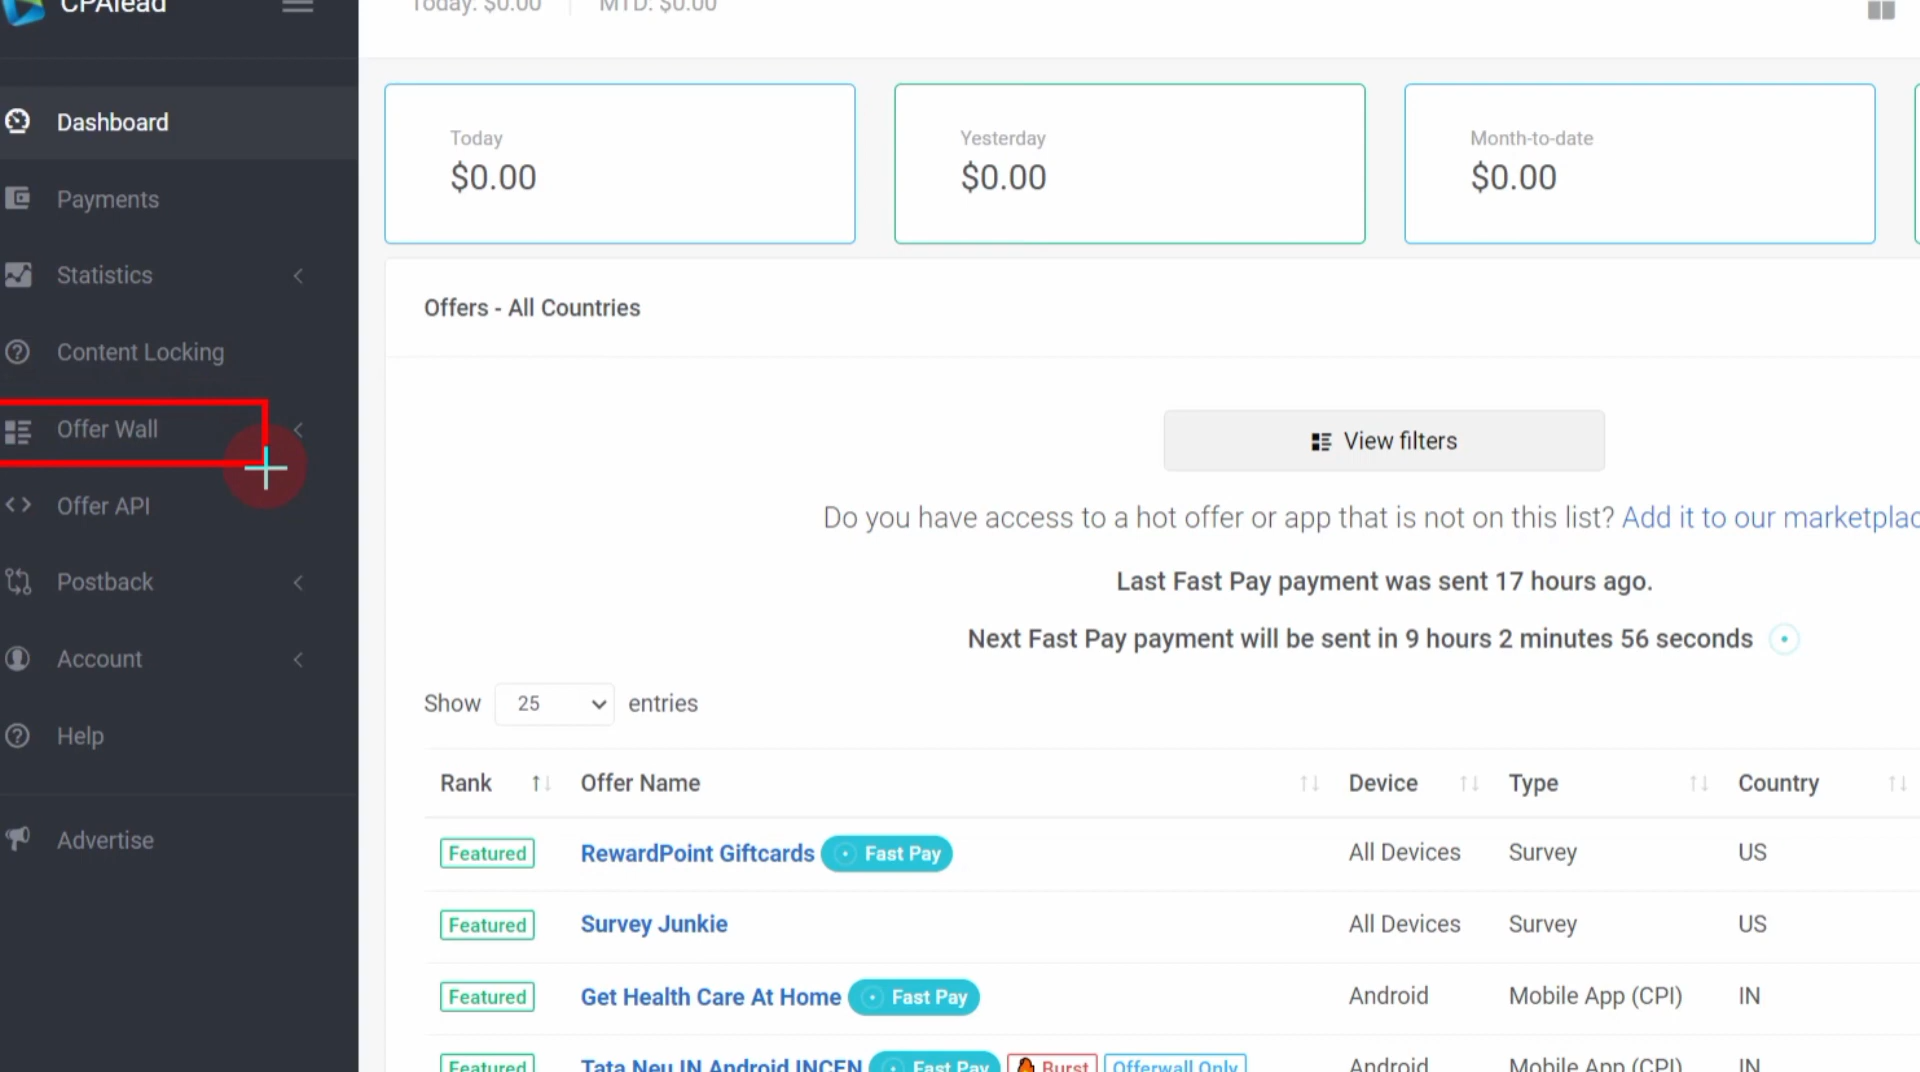 CPAlead
Today: $0.00 MTD: $0.00
Dashboard
Payments
Statistics
Content Locking
Offer Wall
Offer API
Postback
Account
Help
Advertise
Today
$0.00
Yesterday
$0.00
Month-to-date
$0.00
Offers - All Countries
View filters
Do you have access to a hot offer or app that is not on this list? Add it to our marketplac
Last Fast Pay payment was sent 17 hours ago.
Next Fast Pay payment will be sent in 9 hours 2 minutes 56 seconds
Show 25 entries
Rank Offer Name Device Type Country
Featured RewardPoint Giftcards Fast Pay All Devices Survey US
Featured Survey Junkie All Devices Survey US
Featured Get Health Care At Home Fast Pay Android Mobile App (CPI) IN
Featured Tata Neu IN Android INCEN Fast Pay Burst Offerwall Only Android Mobile App (CPI) IN